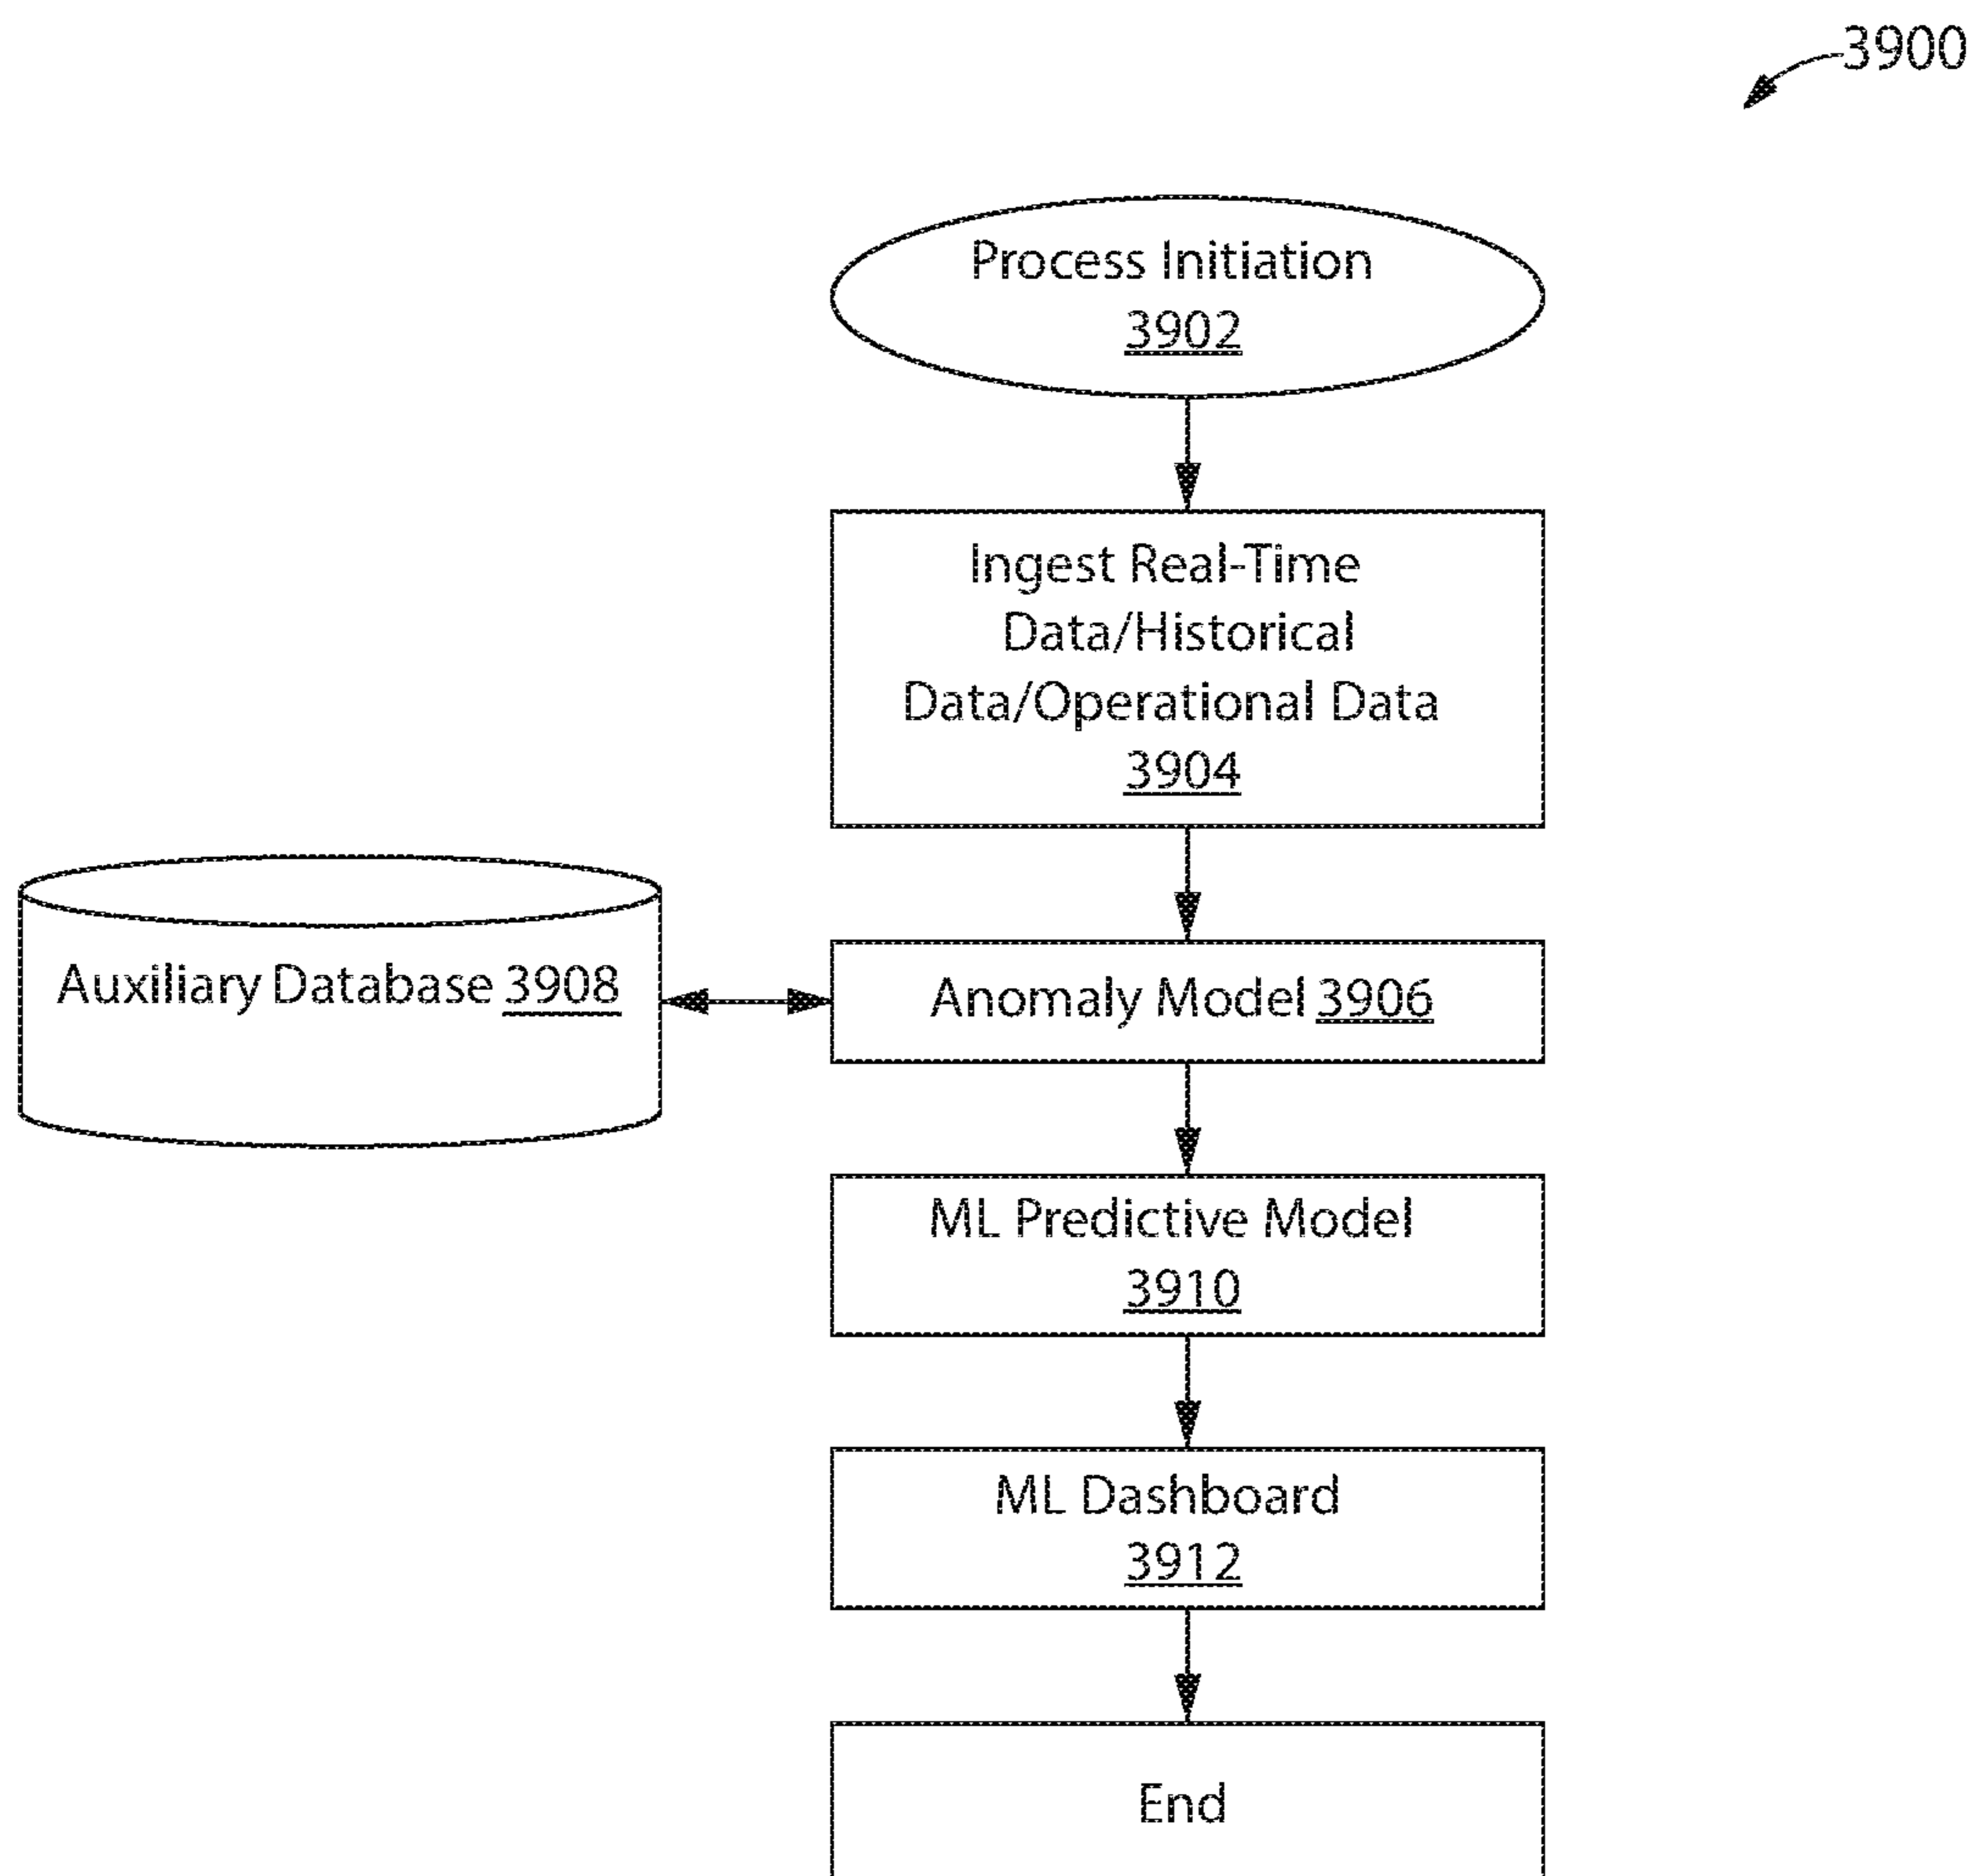 3900
Process Initiation
3902
Ingest Real-Time
Data/Historical
Data/Operational Data
3904
Auxiliary Database 3908
Anomaly Model 3906
ML Predictive Model
3910
ML Dashboard
3912
End